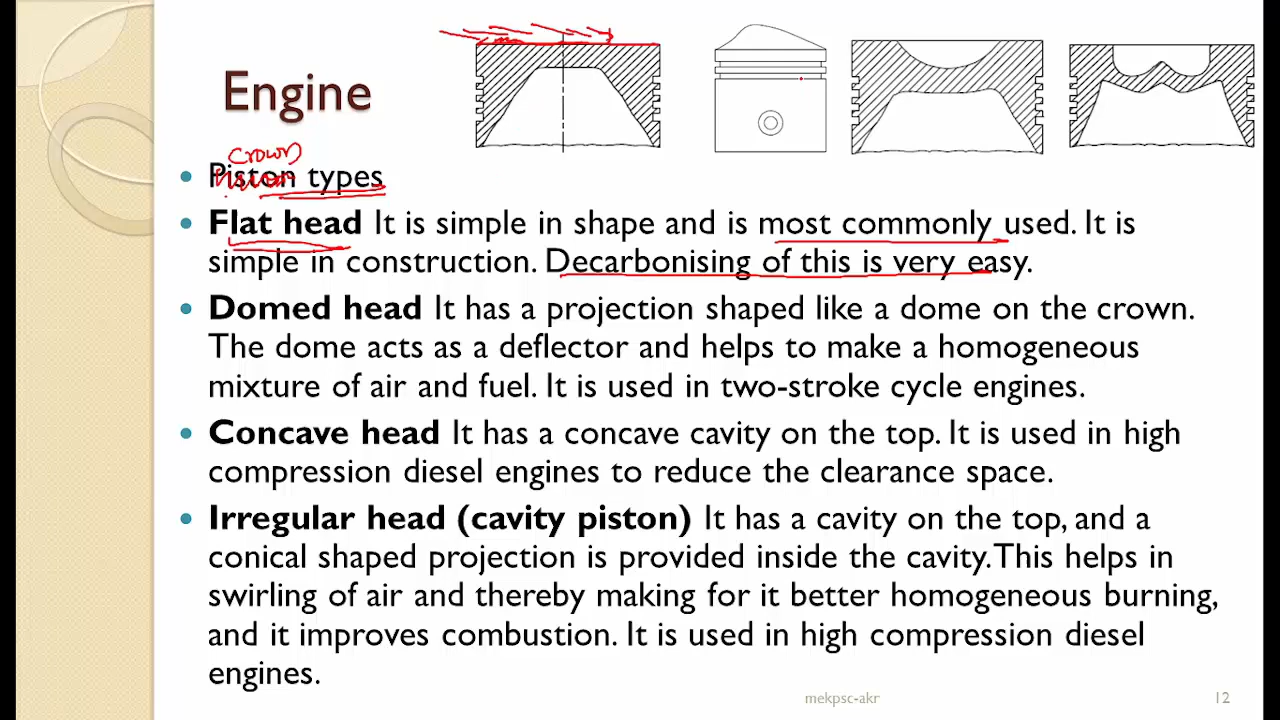 Engine
crown
Piston types
Flat head It is simple in shape and is most commonly used. It is
simple in construction. Decarbonising of this is very easy.
Domed head It has a projection shaped like a dome on the crown.
The dome acts as a deflector and helps to make a homogeneous
mixture of air and fuel. It is used in two-stroke cycle engines.
Concave head It has a concave cavity on the top. It is used in high
compression diesel engines to reduce the clearance space.
Irregular head (cavity piston) It has a cavity on the top, and a
conical shaped projection is provided inside the cavity. This helps in
swirling of air and thereby making for it better homogeneous burning,
and it improves combustion. It is used in high compression diesel
engines.
mekpsc-akr 12